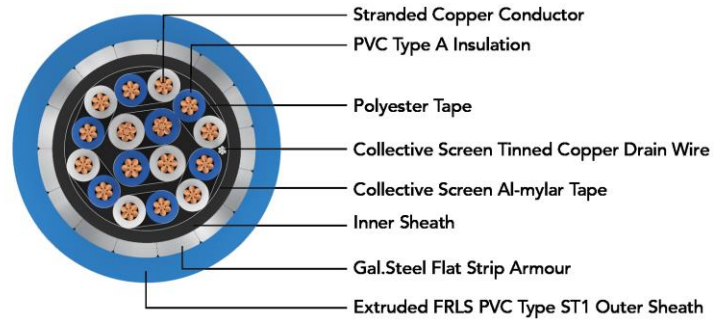 Stranded Copper Conductor
PVC Type A Insulation
Polyester Tape
Collective Screen Tinned Copper Drain Wire
Collective Screen Al-mylar Tape
Inner Sheath
Gal.Steel Flat Strip Armour
Extruded FRLS PVC Type ST1 Outer Sheath